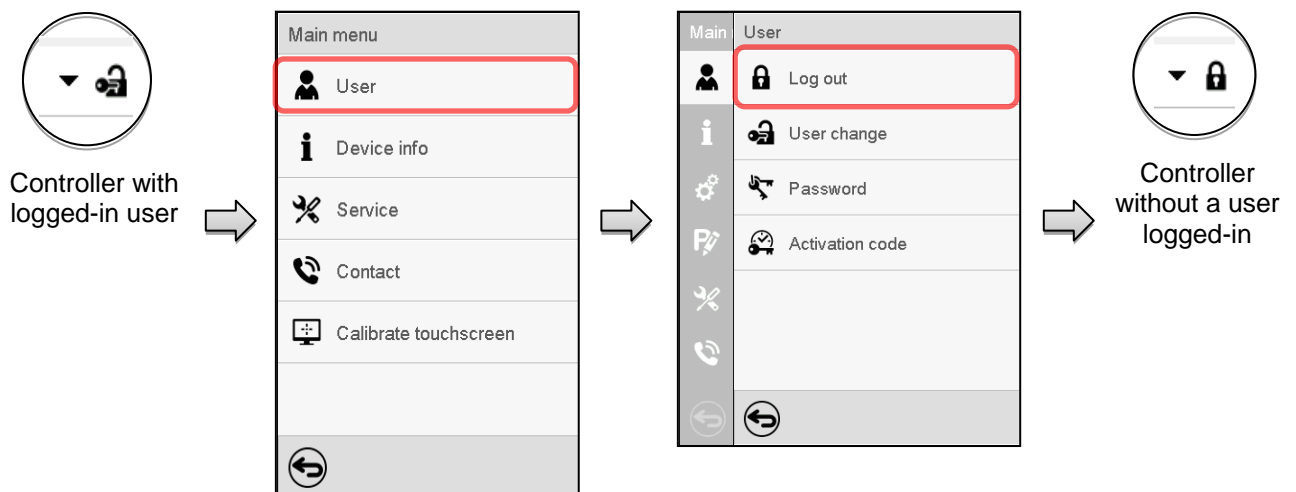 Controller with
logged-in user
Main menu
User
Device info
Service
Contact
Calibrate touchscreen
Main
User
Log out
User change
Password
Activation code
Controller
without a user
logged-in